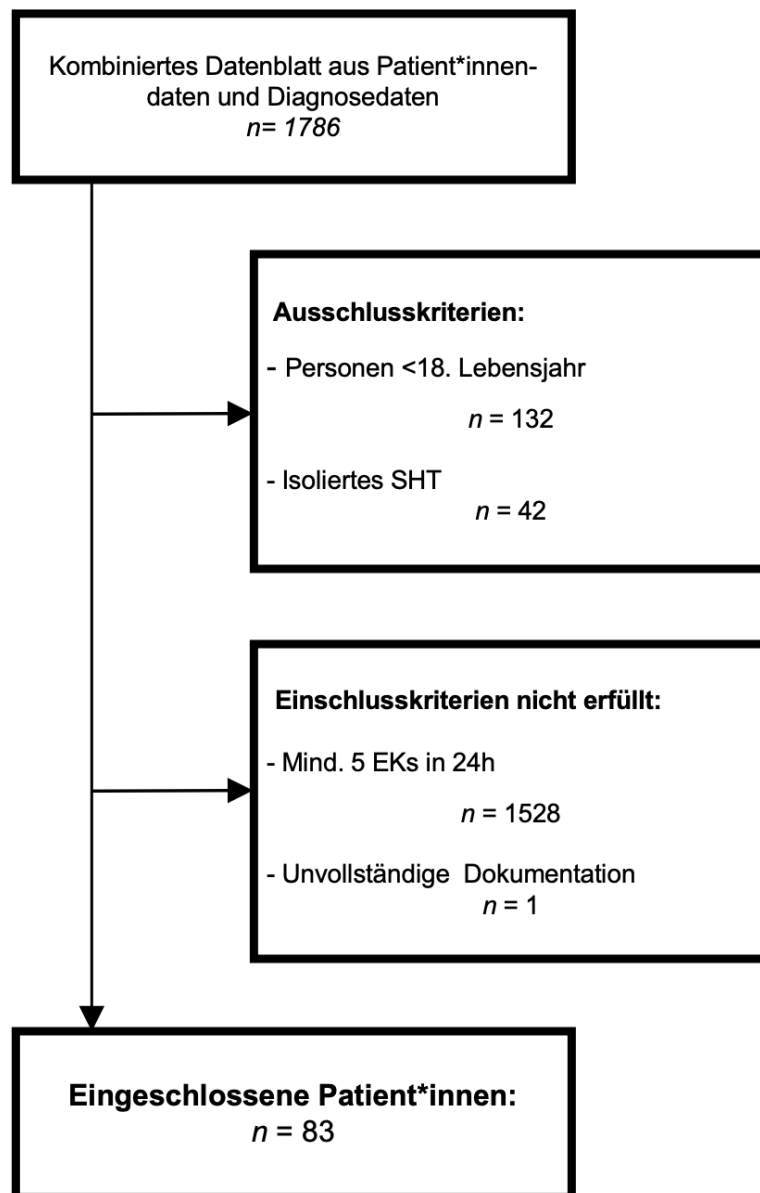 Kombiniertes Datenblatt aus Patient*innen-
daten und Diagnosedaten
n= 1786
Ausschlusskriterien:
- Personen <18. Lebensjahr
n = 132
- Isoliertes SHT
n = 42
Einschlusskriterien nicht erfüllt:
- Mind. 5 EKs in 24h
n = 1528
- Unvollständige Dokumentation
n = 1
Eingeschlossene Patient*innen:
n = 83